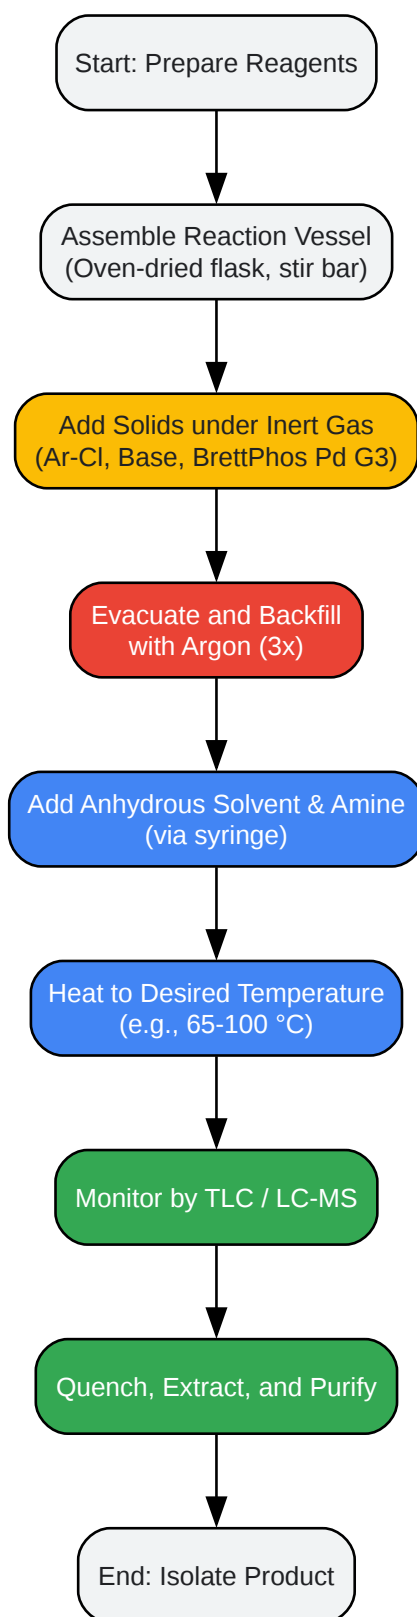 Start: Prepare Reagents
Assemble Reaction Vessel
(Oven-dried flask, stir bar)
Add Solids under Inert Gas
(Ar-Cl, Base, BrettPhos Pd G3)
Evacuate and Backfill
with Argon (3x)
Add Anhydrous Solvent & Amine
(via syringe)
Heat to Desired Temperature
(e.g., 65-100 °C)
Monitor by TLC / LC-MS
Quench, Extract, and Purify
End: Isolate Product